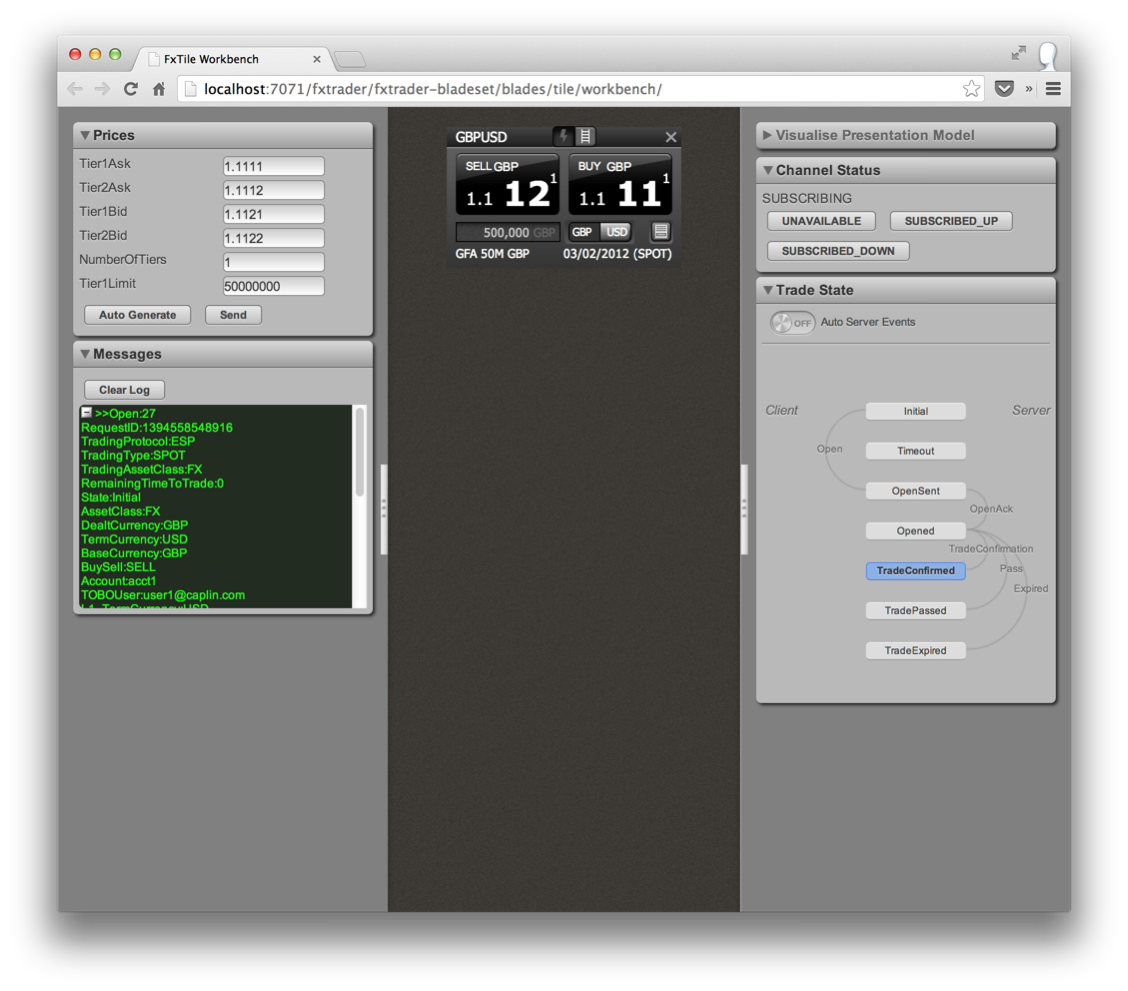 FxTile Workbench
localhost:7071/fxtrader/fxtrader-bladeset/blades/tile/workbench/
Prices
Tier1Ask 1.1111
Tier2Ask 1.1112
Tier1Bid 1.1121
Tier2Bid 1.1122
NumberOfTiers 1
Tier1Limit 50000000
Auto Generate Send
Messages
Clear Log
>>Open:27
RequestID:1394558548916
TradingProtocol:ESP
TradingType:SPOT
TradingAssetClass:FX
RemainingTimeToTrade:0
State:Initial
AssetClass:FX
DealtCurrency:GBP
TermCurrency:USD
BaseCurrency:GBP
BuySell:SELL
Account:acct1
TOBOUser:user1@caplin.com
L1_TermCurrency:USD
GBPUSD
SELL GBP BUY GBP
1.1 12 1 1.1 11 1
500,000 GBP GBP USD
GFA 50M GBP 03/02/2012 (SPOT)
Visualise Presentation Model
Channel Status
SUBSCRIBING
UNAVAILABLE SUBSCRIBED_UP
SUBSCRIBED_DOWN
Trade State
OFF Auto Server Events
Client Initial Server
Open Timeout
OpenSent
OpenAck
Opened
TradeConfirmation
TradeConfirmed Pass
Expired
TradePassed
TradeExpired